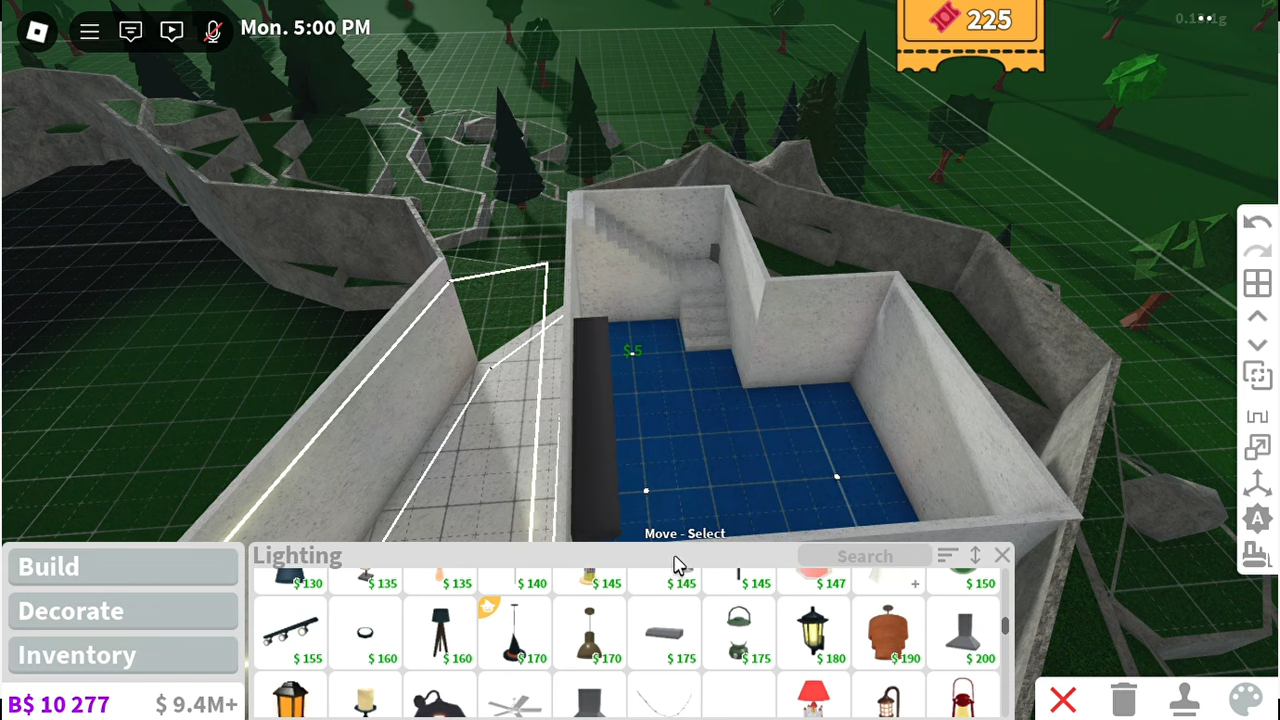 Mon. 5:00 PM
225
$ 5
Move - Select
Build
Decorate
Inventory
B$ 10 277
$ 9.4M+
Lighting
Search
$ 130
$ 135
$ 135
$ 140
$ 145
$ 145
$ 145
$ 147
+
$ 150
$ 155
$ 160
$ 160
$ 170
$ 170
$ 175
$ 175
$ 180
$ 190
$ 200
A